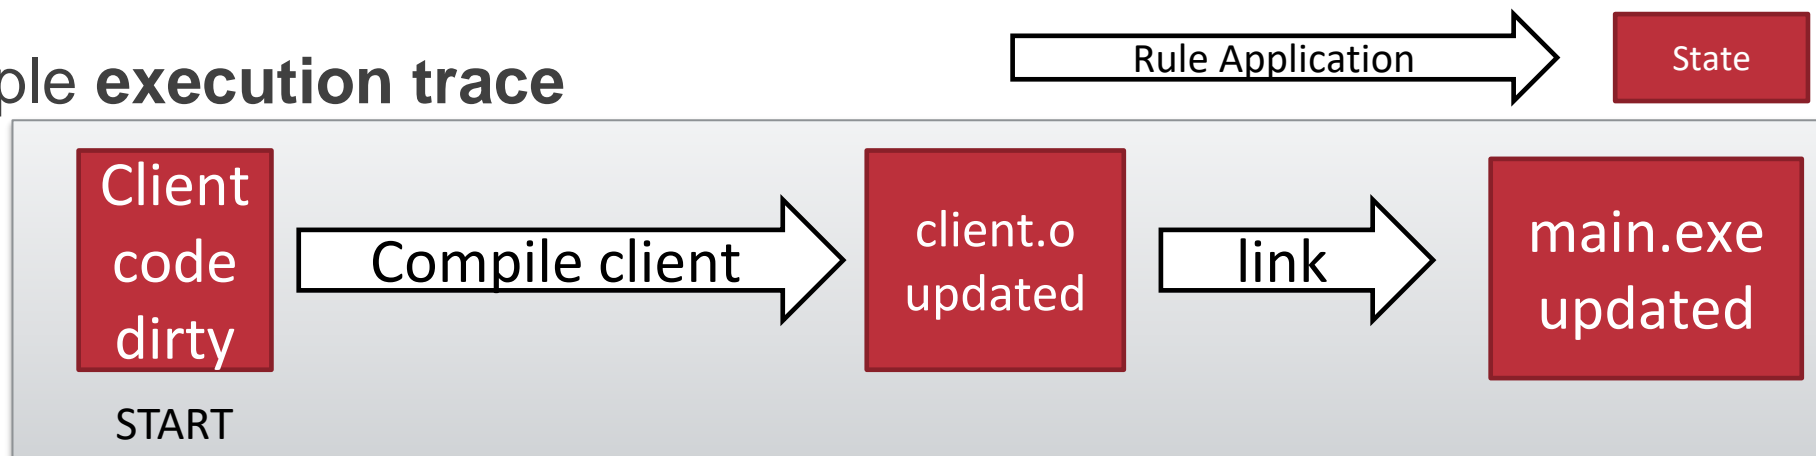 ple execution trace
Rule Application
State
Client
code
dirty
Compile client
client.o
updated
link
main.exe
updated
START